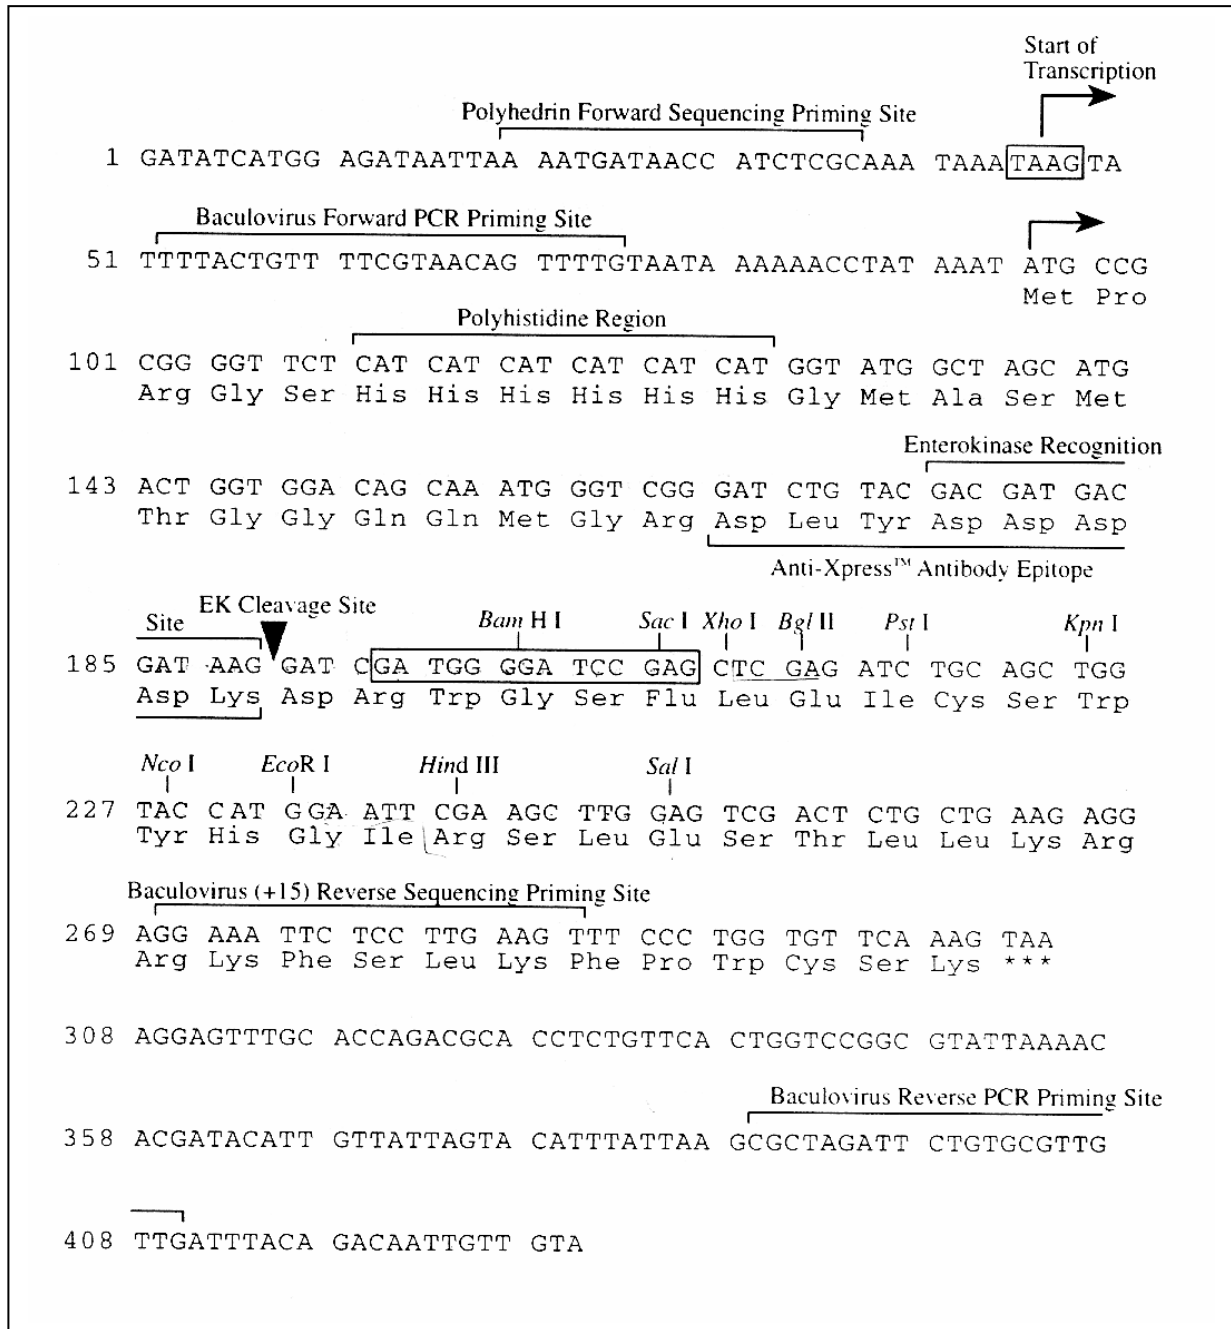 Start of
Transcription
Polyhedrin Forward Sequencing Priming Site
1 GATATCATGG AGATAATTAA AATGATAACC ATCTCGCAAA TAAATAAGTA
Baculovirus Forward PCR Priming Site
51 TTTTACTGTT TTCGTAACAG TTTTGTAATA AAAAACCTAT AAAT ATG CCG
Met Pro
Polyhistidine Region
101 CGG GGT TCT CAT CAT CAT CAT CAT CAT GGT ATG GCT AGC ATG
Arg Gly Ser His His His His His His Gly Met Ala Ser Met
Enterokinase Recognition
143 ACT GGT GGA CAG CAA ATG GGT CGG GAT CTG TAC GAC GAT GAC
Thr Gly Gly Gln Gln Met Gly Arg Asp Leu Tyr Asp Asp Asp
Anti-Xpress™ Antibody Epitope
Site EK Cleavage Site BamH I Sac I Xho I Bgl II Pst I Kpn I
185 GAT AAG GAT CGA TGG GGA TCC GAG CTC GAG ATC TGC AGC TGG
Asp Lys Asp Arg Trp Gly Ser Flu Leu Glu Ile Cys Ser Trp
Nco I EcoR I Hind III Sal I
227 TAC CAT GGA ATT CGA AGC TTG GAG TCG ACT CTG CTG AAG AGG
Tyr His Gly Ile Arg Ser Leu Glu Ser Thr Leu Leu Lys Arg
Baculovirus (+15) Reverse Sequencing Priming Site
269 AGG AAA TTC TCC TTG AAG TTT CCC TGG TGT TCA AAG TAA
Arg Lys Phe Ser Leu Lys Phe Pro Trp Cys Ser Lys ***
308 AGGAGTTTGC ACCAGACGCA CCTCTGTTCA CTGGTCCGGC GTATTAAAAC
Baculovirus Reverse PCR Priming Site
358 ACGATACATT GTTATTAGTA CATTTATTAA GCGCTAGATT CTGTGCGTTG
408 TTGATTTACA GACAATTGTT GTA